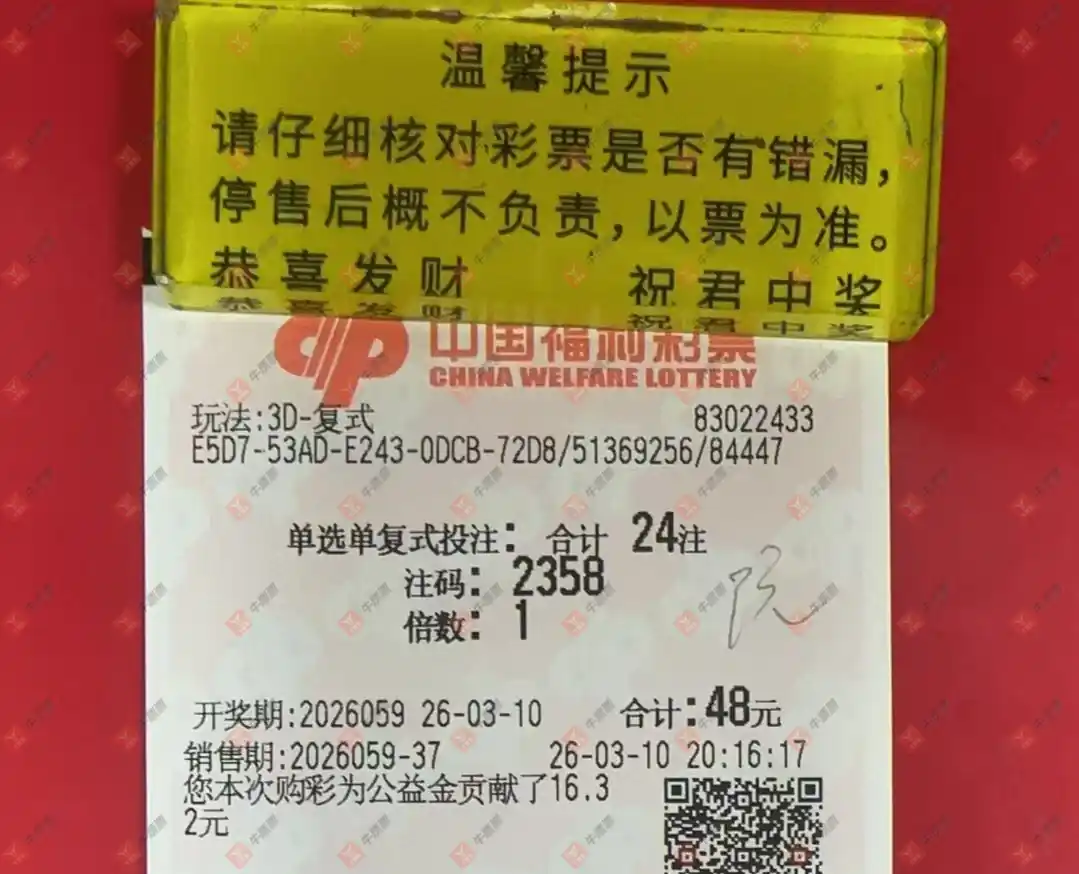 温馨提示
请仔细核对彩票是否有错漏，
停售后概不负责，以票为准。
恭喜发财 祝君中奖
中国福利彩票
CHINA WELFARE LOTTERY
玩法:3D-复式 83022433
E5D7-53AD-E243-0DCB-72D8/51369256/84447
单选单复式投注: 合计 24注
注码: 2358
倍数: 1
院
开奖期:2026059 26-03-10 合计:48元
销售期:2026059-37 26-03-10 20:16:17
您本次购彩为公益金贡献了16.3
2元